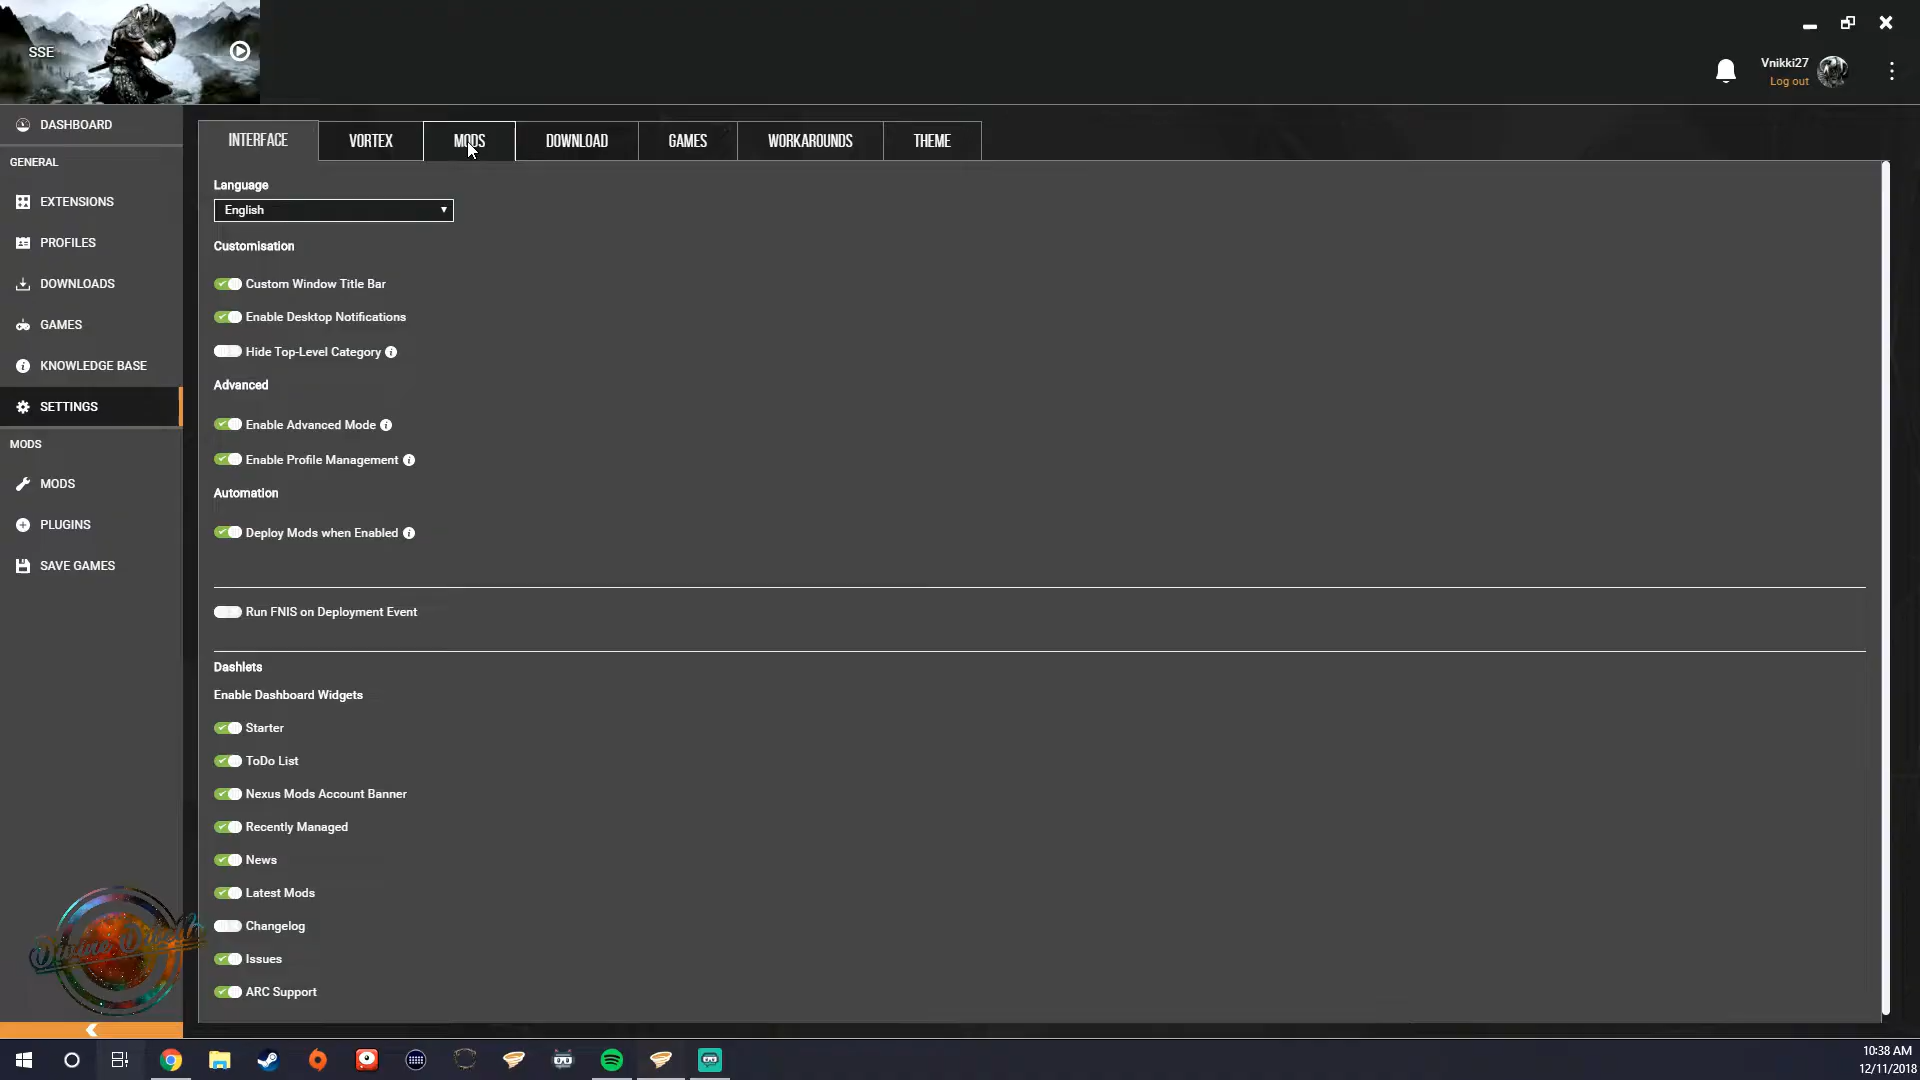 SSE
Vnikki27
Log out
DASHBOARD
GENERAL
EXTENSIONS
PROFILES
DOWNLOADS
GAMES
KNOWLEDGE BASE
SETTINGS
MODS
MODS
PLUGINS
SAVE GAMES
INTERFACE
VORTEX
MODS
DOWNLOAD
GAMES
WORKAROUNDS
THEME
Language
English
Customisation
Custom Window Title Bar
Enable Desktop Notifications
Hide Top-Level Category
Advanced
Enable Advanced Mode
Enable Profile Management
Automation
Deploy Mods when Enabled
Run FNIS on Deployment Event
Dashlets
Enable Dashboard Widgets
Starter
ToDo List
Nexus Mods Account Banner
Recently Managed
News
Latest Mods
Changelog
Issues
ARC Support
10:38 AM
12/11/2018